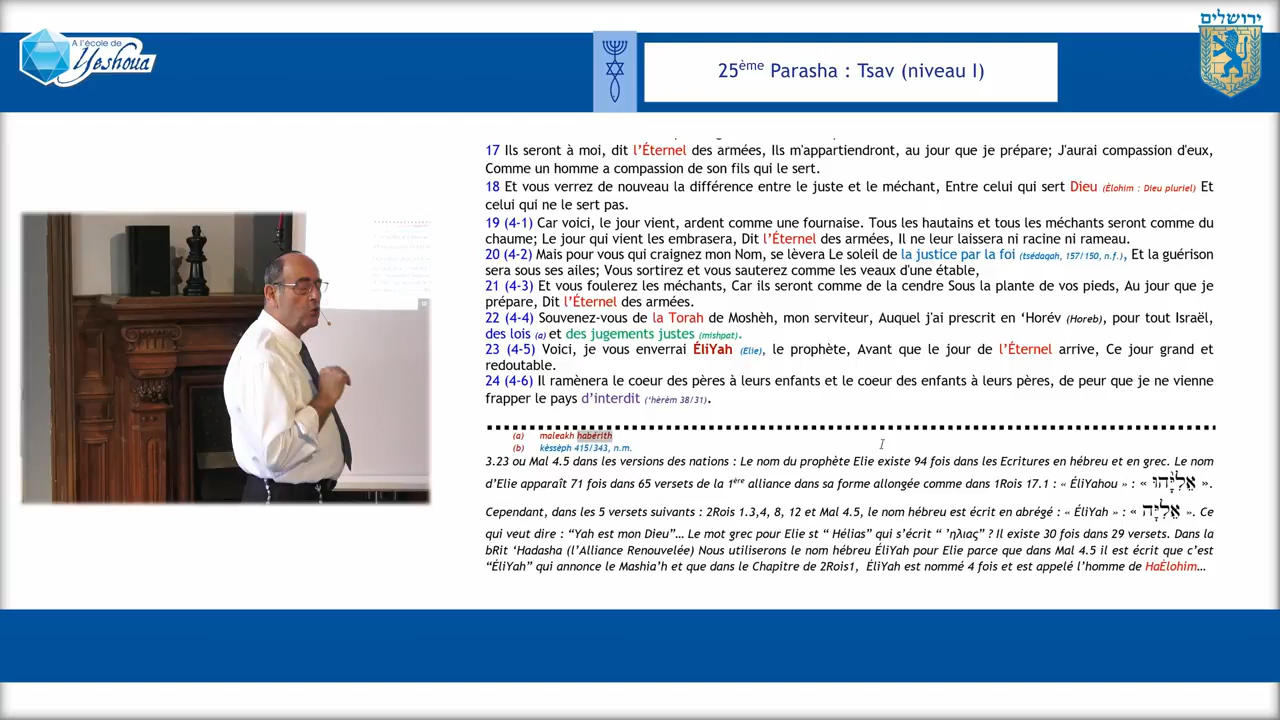 A l'école de
Yeshoua
ירושלים
25ème Parasha : Tsav (niveau I)
17 Ils seront à moi, dit l'Éternel des armées, Ils m'appartiendront, au jour que je prépare; J'aurai compassion d'eux,
Comme un homme a compassion de son fils qui le sert.
18 Et vous verrez de nouveau la différence entre le juste et le méchant, Entre celui qui sert Dieu (Èlohim : Dieu pluriel) Et
celui qui ne le sert pas.
19 (4-1) Car voici, le jour vient, ardent comme une fournaise. Tous les hautains et tous les méchants seront comme du
chaume; Le jour qui vient les embrasera, Dit l'Éternel des armées, Il ne leur laissera ni racine ni rameau.
20 (4-2) Mais pour vous qui craignez mon Nom, se lèvera Le soleil de la justice par la foi (tsédaqah, 157/150, n.f.), Et la guérison
sera sous ses ailes; Vous sortirez et vous sauterez comme les veaux d'une étable,
21 (4-3) Et vous foulerez les méchants, Car ils seront comme de la cendre Sous la plante de vos pieds, Au jour que je
prépare, Dit l'Éternel des armées.
22 (4-4) Souvenez-vous de la Torah de Moshèh, mon serviteur, Auquel j'ai prescrit en 'Horév (Horeb), pour tout Israël,
des lois (a) et des jugements justes (mishpat).
23 (4-5) Voici, je vous enverrai ÉliYah (Elie), le prophète, Avant que le jour de l'Éternel arrive, Ce jour grand et
redoutable.
24 (4-6) Il ramènera le coeur des pères à leurs enfants et le coeur des enfants à leurs pères, de peur que je ne vienne
frapper le pays d'interdit ('hèrèm 38/31).
(a) maleakh habérith
(b) kèssèph 415/343, n.m.
3.23 ou Mal 4.5 dans les versions des nations : Le nom du prophète Elie existe 94 fois dans les Ecritures en hébreu et en grec. Le nom
d'Elie apparaît 71 fois dans 65 versets de la 1ère alliance dans sa forme allongée comme dans 1Rois 17.1 : « ÉliYahou » : « אֵלִיָּהוּ ».
Cependant, dans les 5 versets suivants : 2Rois 1.3,4, 8, 12 et Mal 4.5, le nom hébreu est écrit en abrégé : « ÉliYah » : « אֵלִיָּה ». Ce
qui veut dire : "Yah est mon Dieu"… Le mot grec pour Elie st " Hélias" qui s'écrit " 'ηλιας" ? Il existe 30 fois dans 29 versets. Dans la
bRit 'Hadasha (l'Alliance Renouvelée) Nous utiliserons le nom hébreu ÉliYah pour Elie parce que dans Mal 4.5 il est écrit que c'est
"ÉliYah" qui annonce le Mashia'h et que dans le Chapitre de 2Rois1, ÉliYah est nommé 4 fois et est appelé l'homme de HaÈlohim…